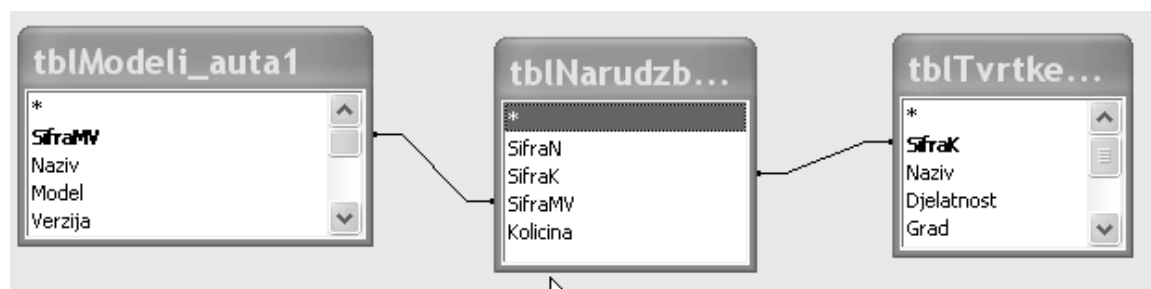 tblModeli_auta1
*
SifraMV
Naziv
Model
Verzija
tblNarudzb...
*
SifraN
SifraK
SifraMV
Kolicina
tblTvrtke...
*
SifraK
Naziv
Djelatnost
Grad